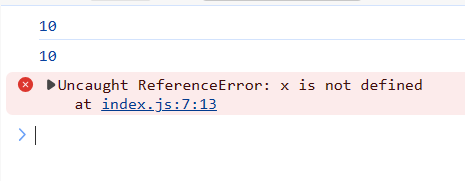 10
10
Uncaught ReferenceError: x is not defined
at index.js:7:13